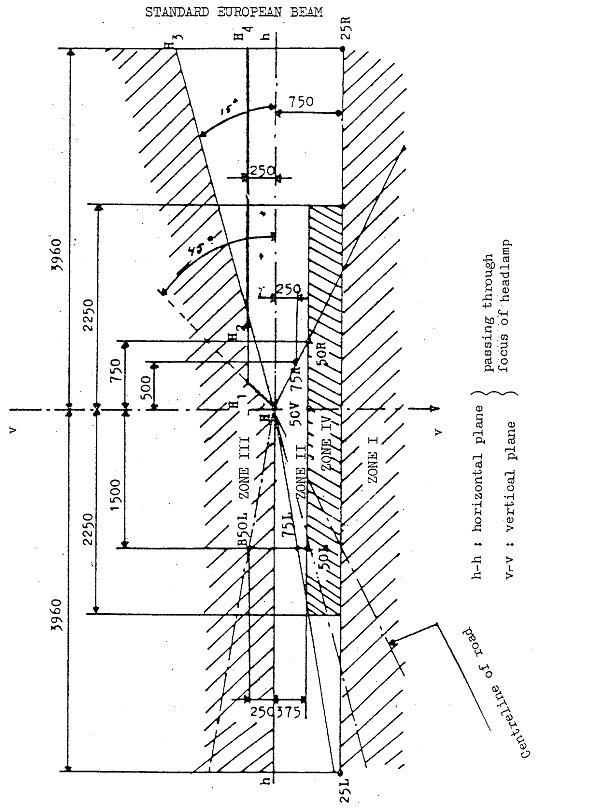 STANDARD EUROPEAN BEAM
H3
H4
h
25R
15°
750
250
3960
45°
2250
250
H2
750
500
75R
50R
H1
H
50V
v
v
ZONE III
ZONE II
ZONE IV
ZONE I
1500
B50L
75L
50L
2250
3960
250
375
h
25L
h-h : horizontal plane
v-v : vertical plane
passing through
focus of headlamp
Centraline of road